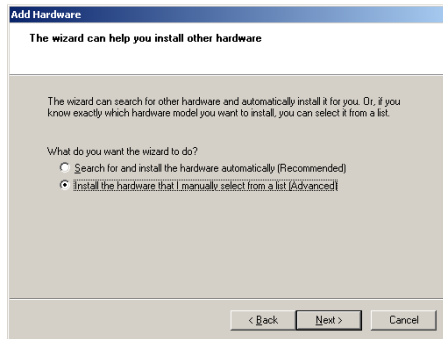 Add Hardware
The wizard can help you install other hardware
The wizard can search for other hardware and automatically install it for you. Or, if you
know exactly which hardware model you want to install, you can select it from a list.
What do you want the wizard to do?
Search for and install the hardware automatically (Recommended)
Install the hardware that I manually select from a list (Advanced)
< Back Next > Cancel